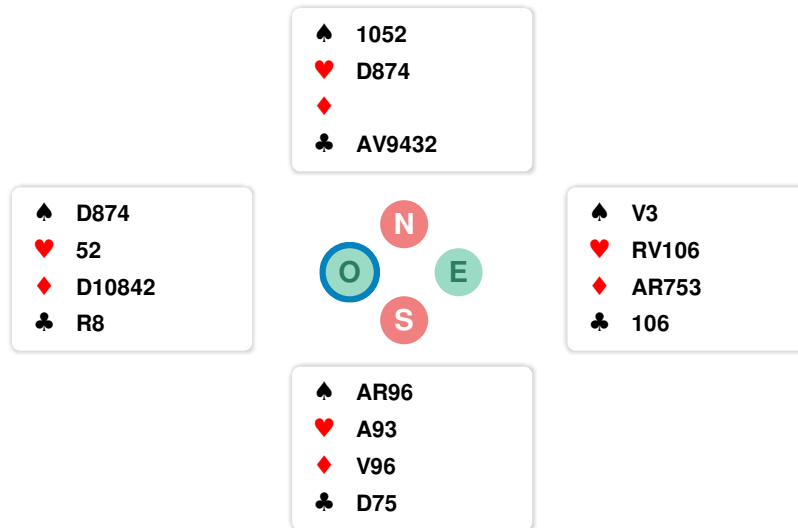 ♠ 1052
♥ D874
♦
♣ AV9432
♠ D874
♥ 52
♦ D10842
♣ R8
N
O E
S
♠ V3
♥ RV106
♦ AR753
♣ 106
♠ AR96
♥ A93
♦ V96
♣ D75